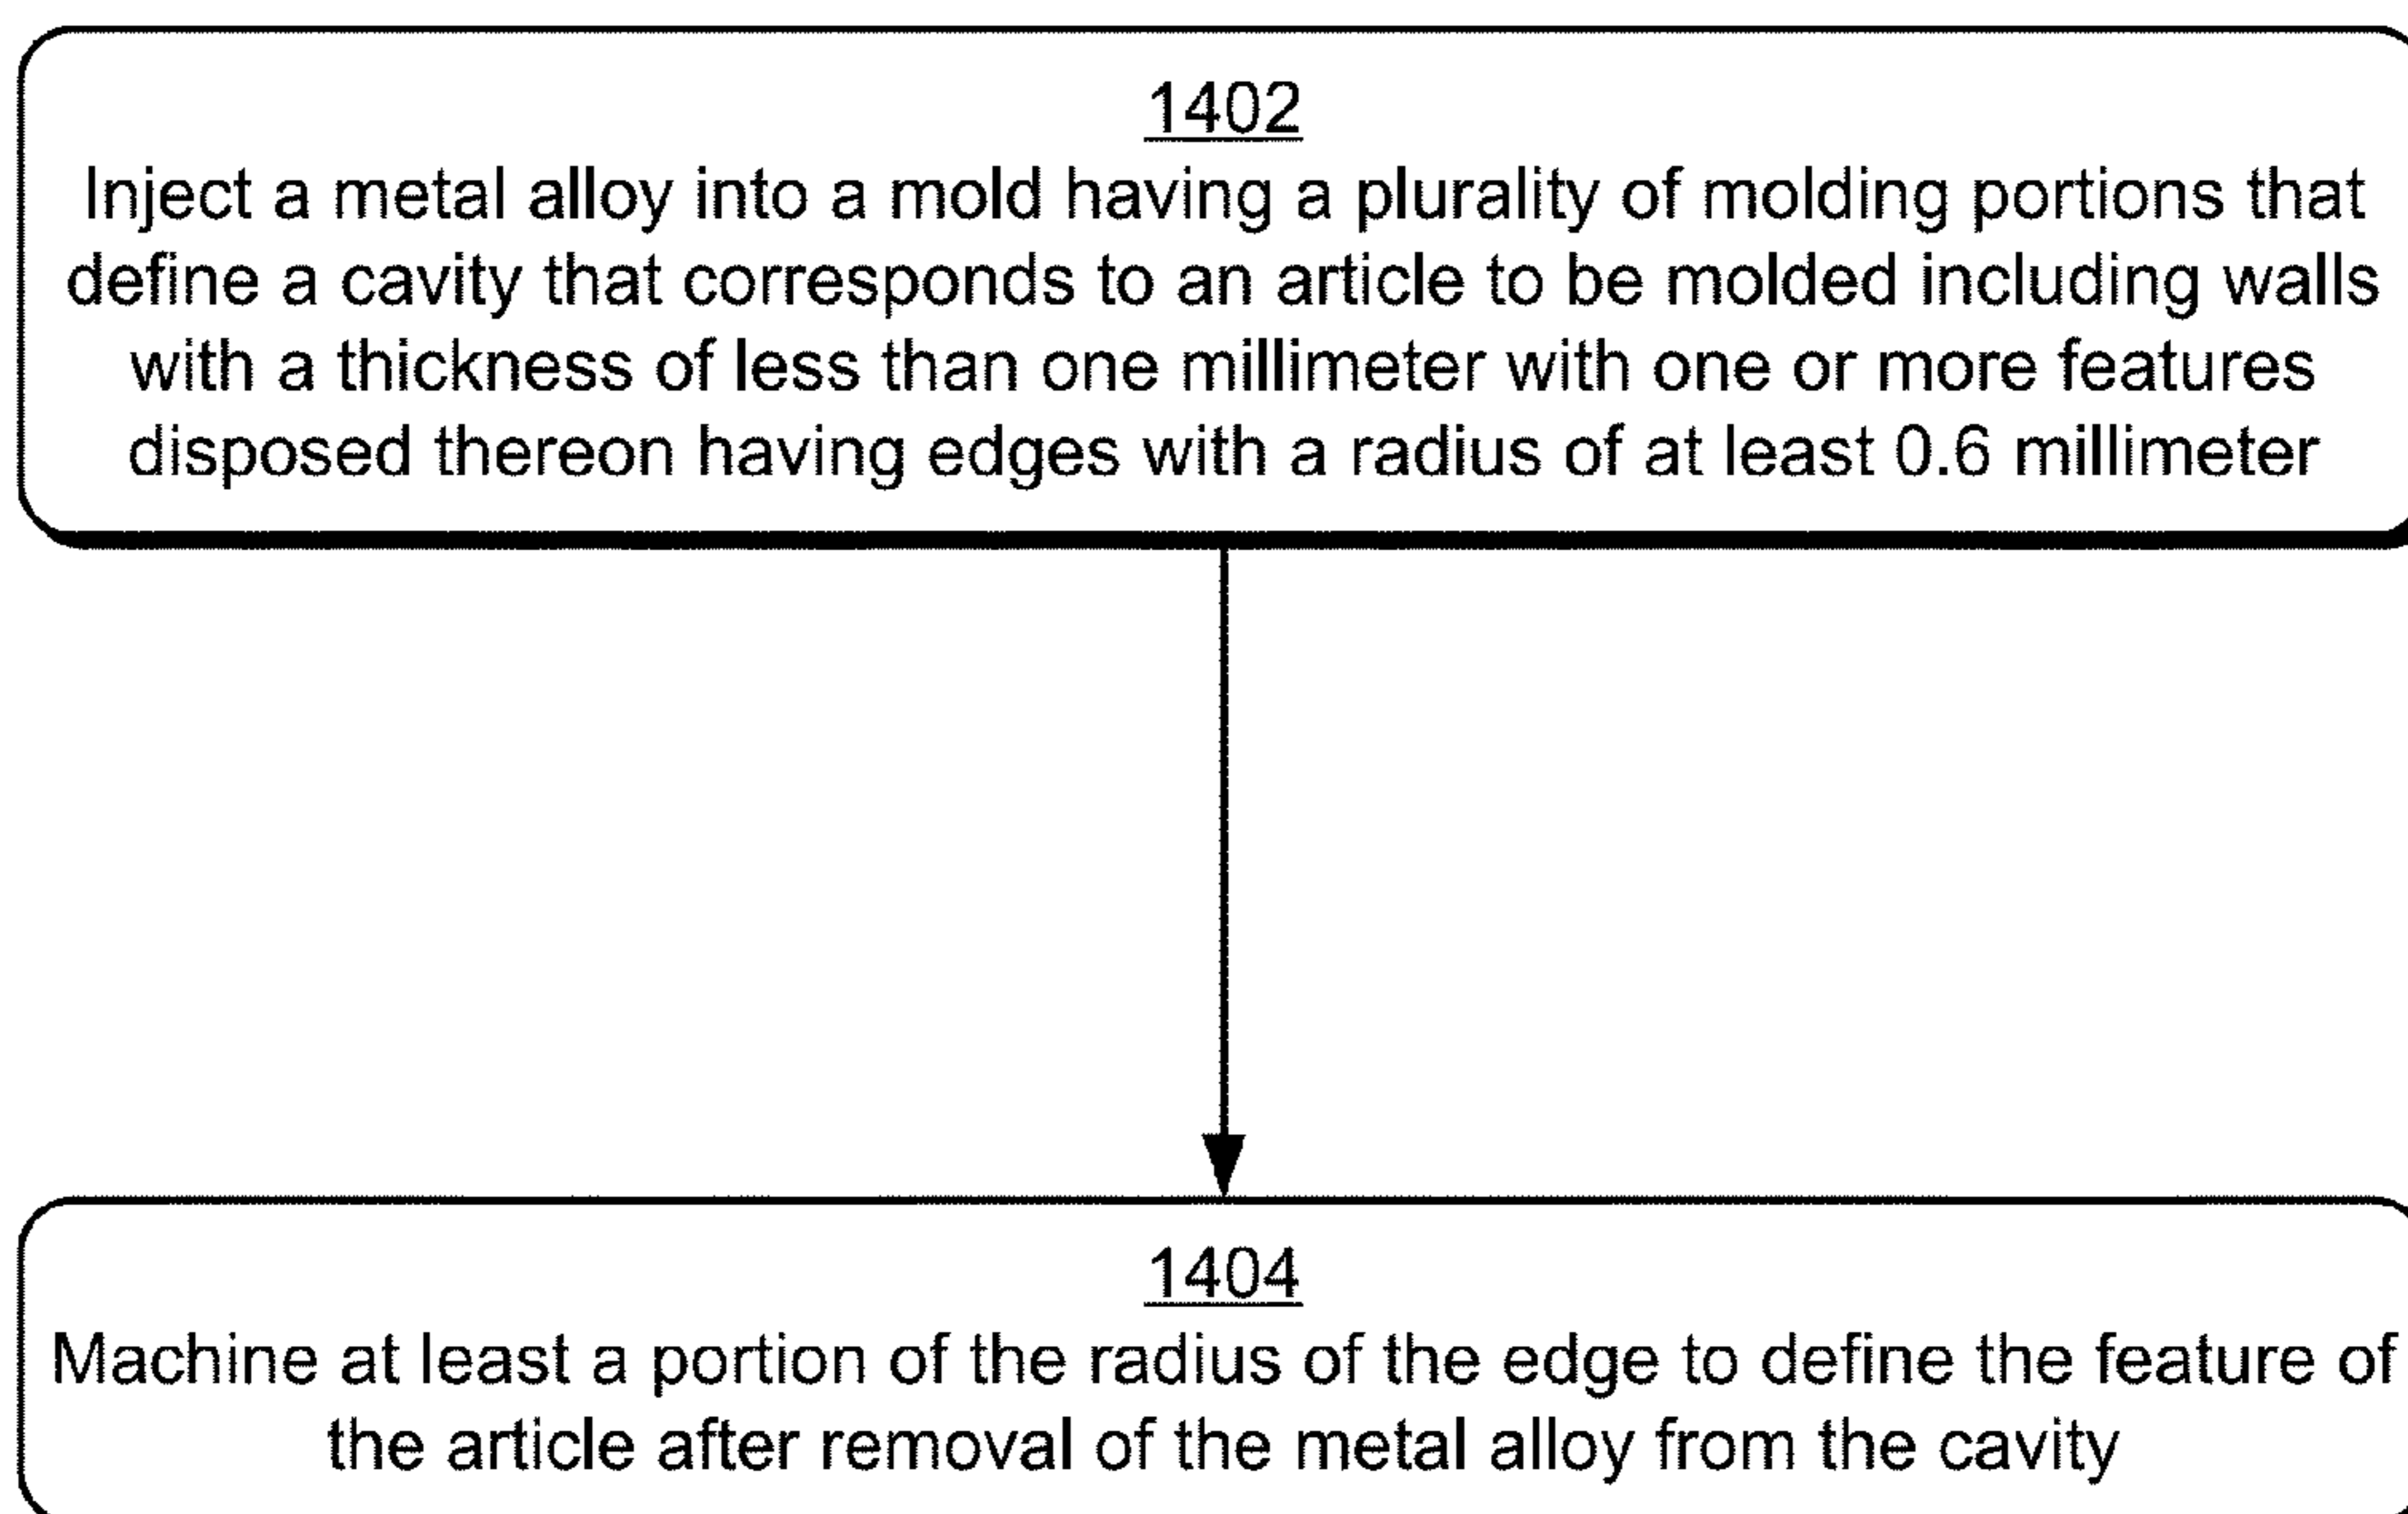 1402
Inject a metal alloy into a mold having a plurality of molding portions that
define a cavity that corresponds to an article to be molded including walls
with a thickness of less than one millimeter with one or more features
disposed thereon having edges with a radius of at least 0.6 millimeter
1404
Machine at least a portion of the radius of the edge to define the feature of
the article after removal of the metal alloy from the cavity